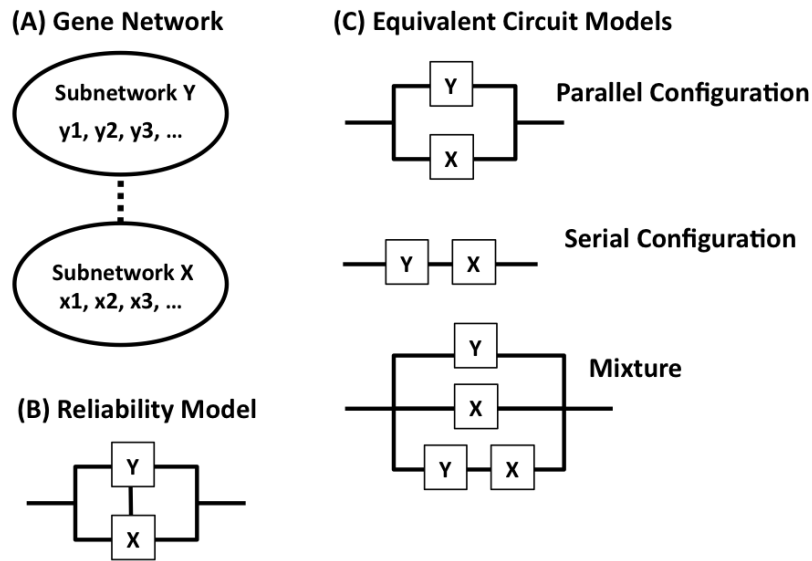 (A) Gene Network
Subnetwork Y
y1, y2, y3, ...
Subnetwork X
x1, x2, x3, ...
(B) Reliability Model
Y
X
(C) Equivalent Circuit Models
Y
Parallel Configuration
X
Serial Configuration
Y X
Y
Mixture
X
Y X